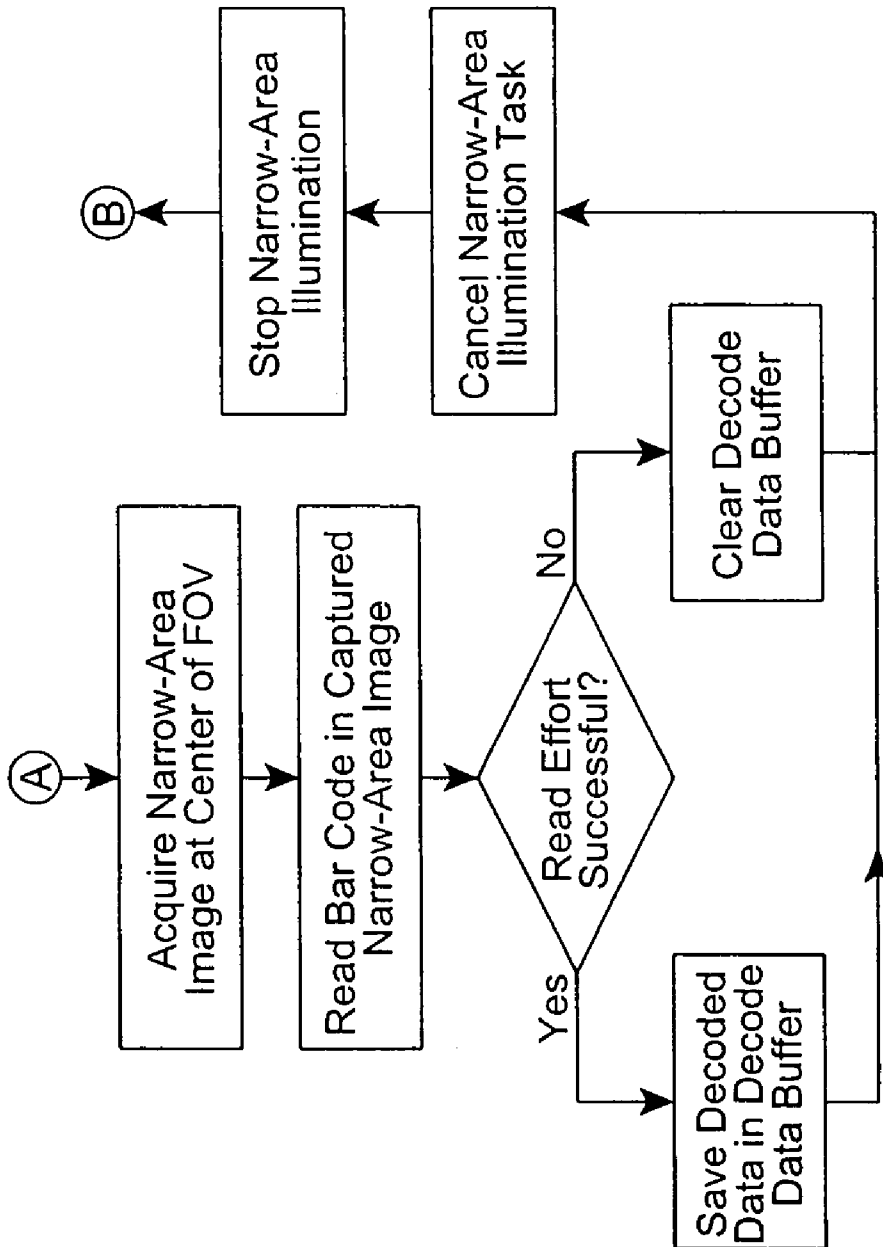 A
Acquire Narrow-Area
Image at Center of FOV
Read Bar Code in Captured
Narrow-Area Image
Read Effort
Successful?
Yes
No
Save Decoded
Data in Decode
Data Buffer
Clear Decode
Data Buffer
Cancel Narrow-Area
Illumination Task
Stop Narrow-Area
Illumination
B